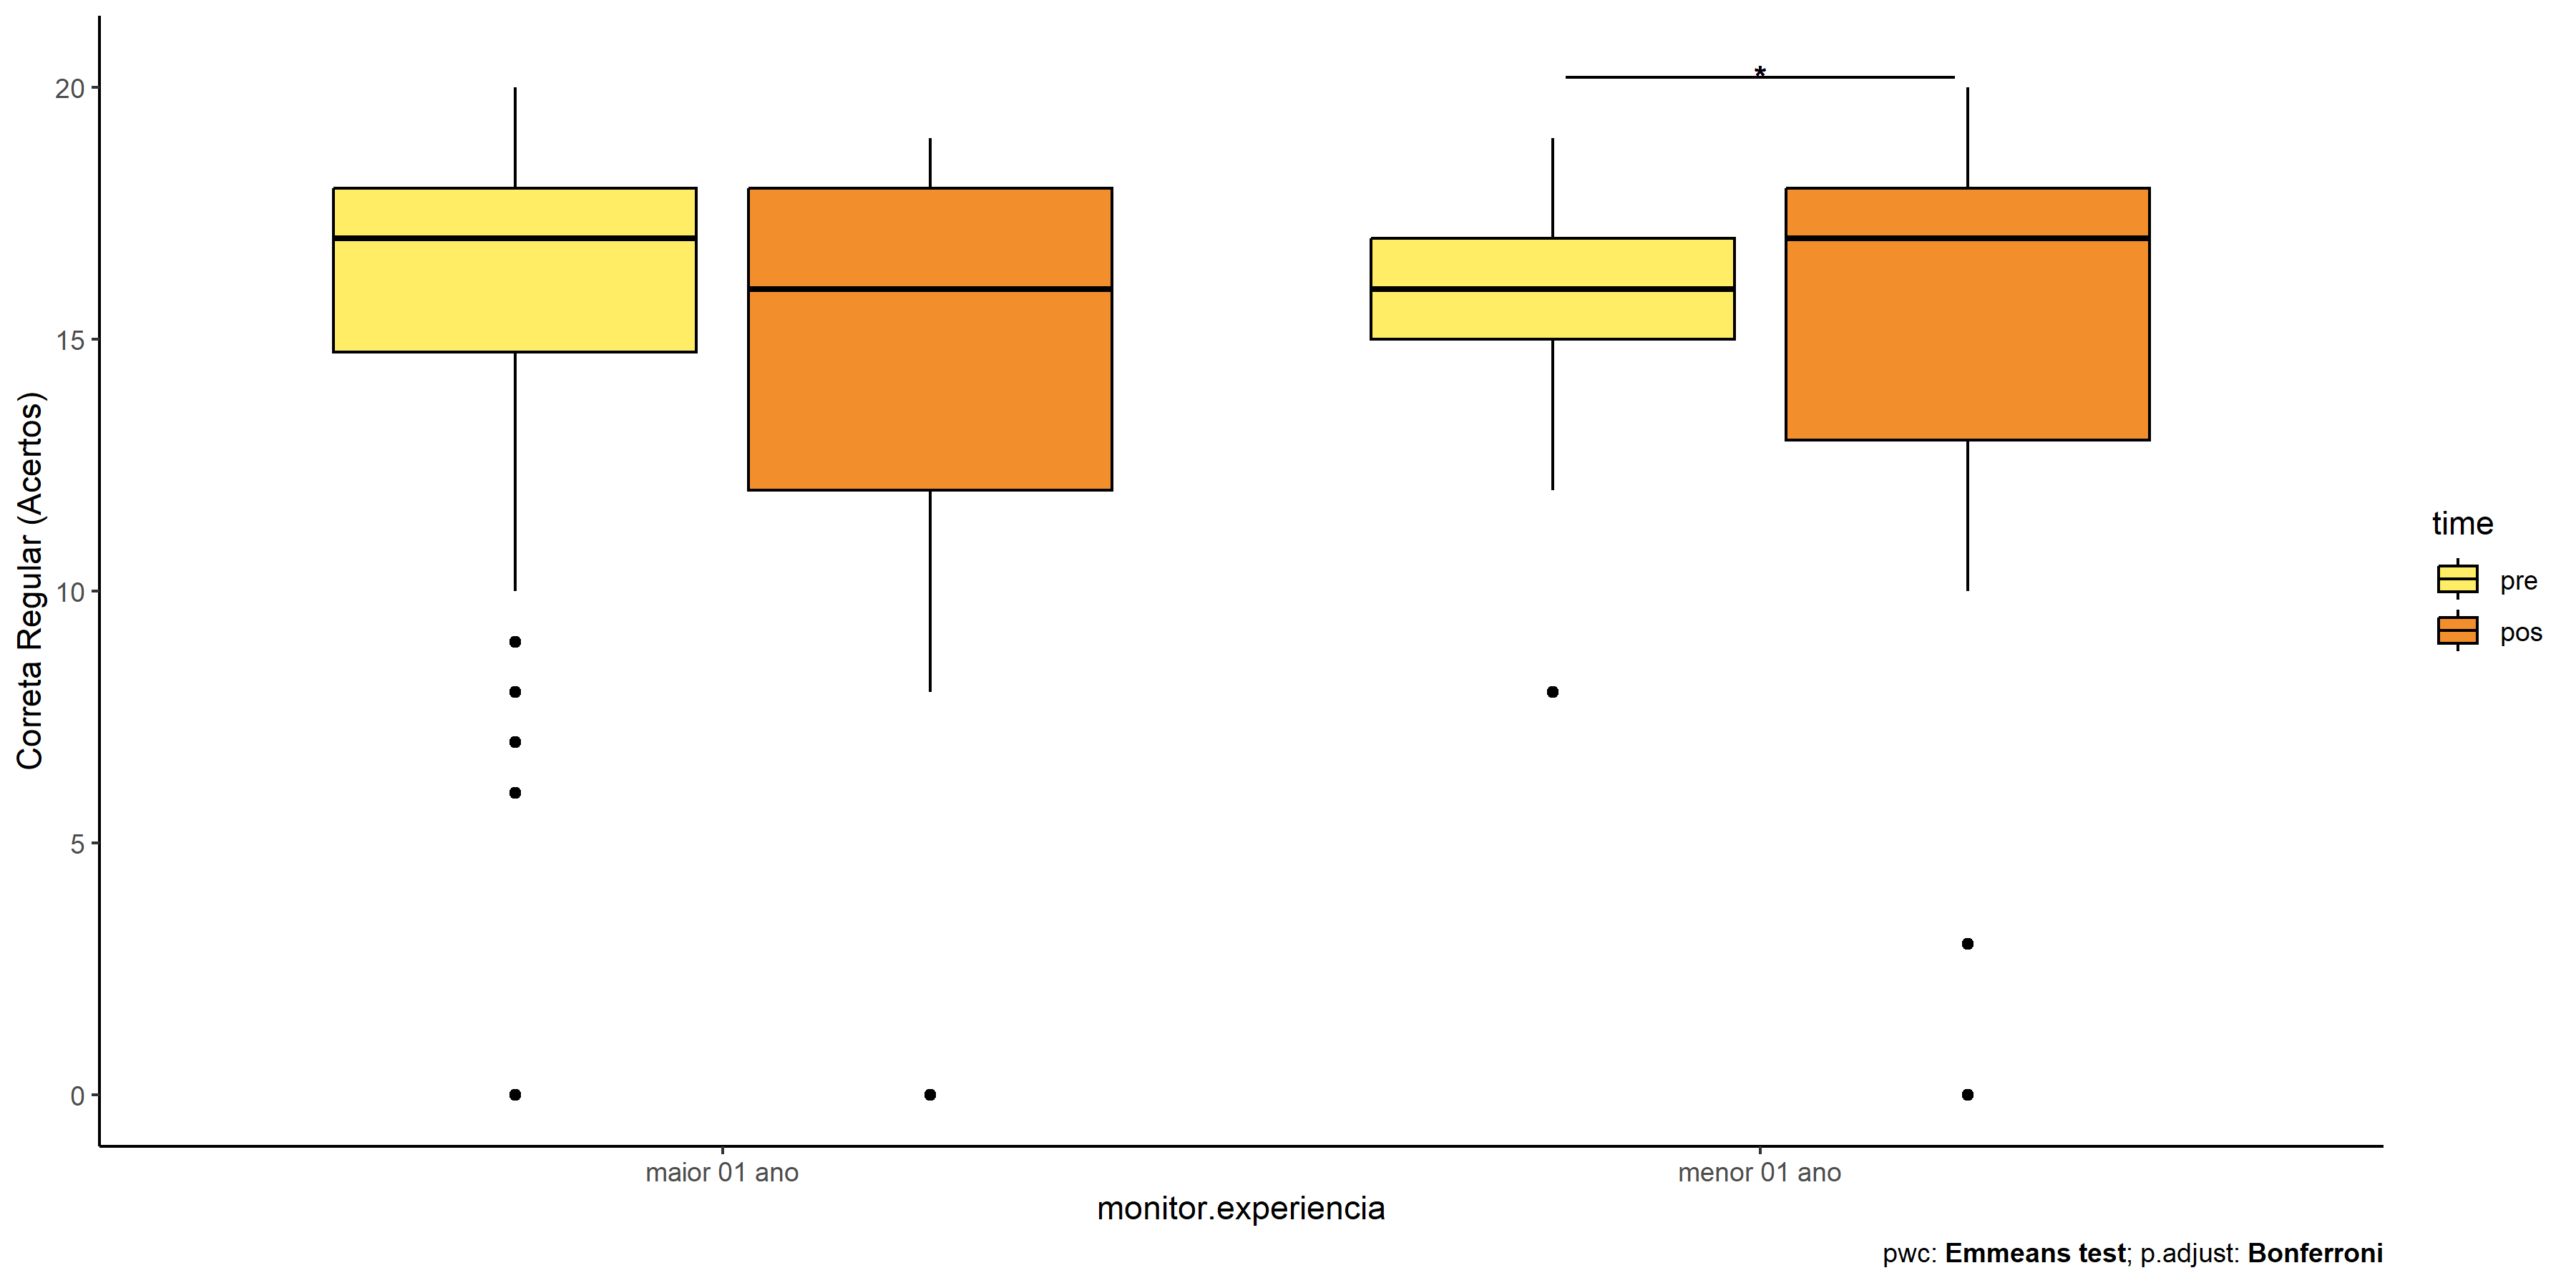 *
20
15
10
5
0
Correta Regular (Acertos)
maior 01 ano
menor 01 ano
monitor.experiencia
time
pre
pos
pwc: Emmeans test; p.adjust: Bonferroni